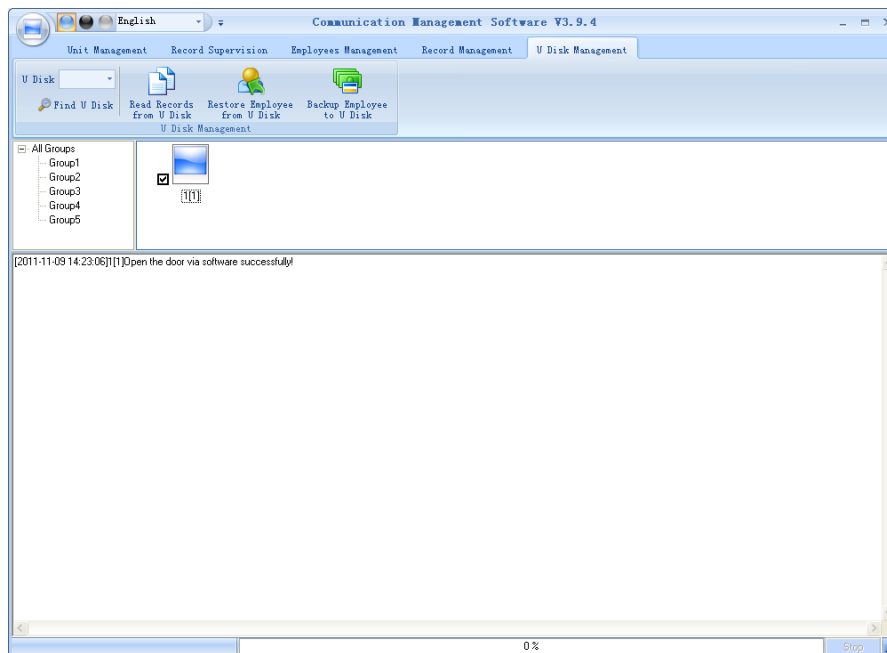 English
Communication Management Software V3.9.4
Unit Management Record Supervision Employees Management Record Management U Disk Management
U Disk
Find U Disk
Read Records from U Disk
Restore Employee from U Disk
Backup Employee to U Disk
U Disk Management
All Groups
Group1
Group2
Group3
Group4
Group5
1[1]
[2011-11-09 14:23:06]1[1]Open the door via software successfully!
0 %
Stop